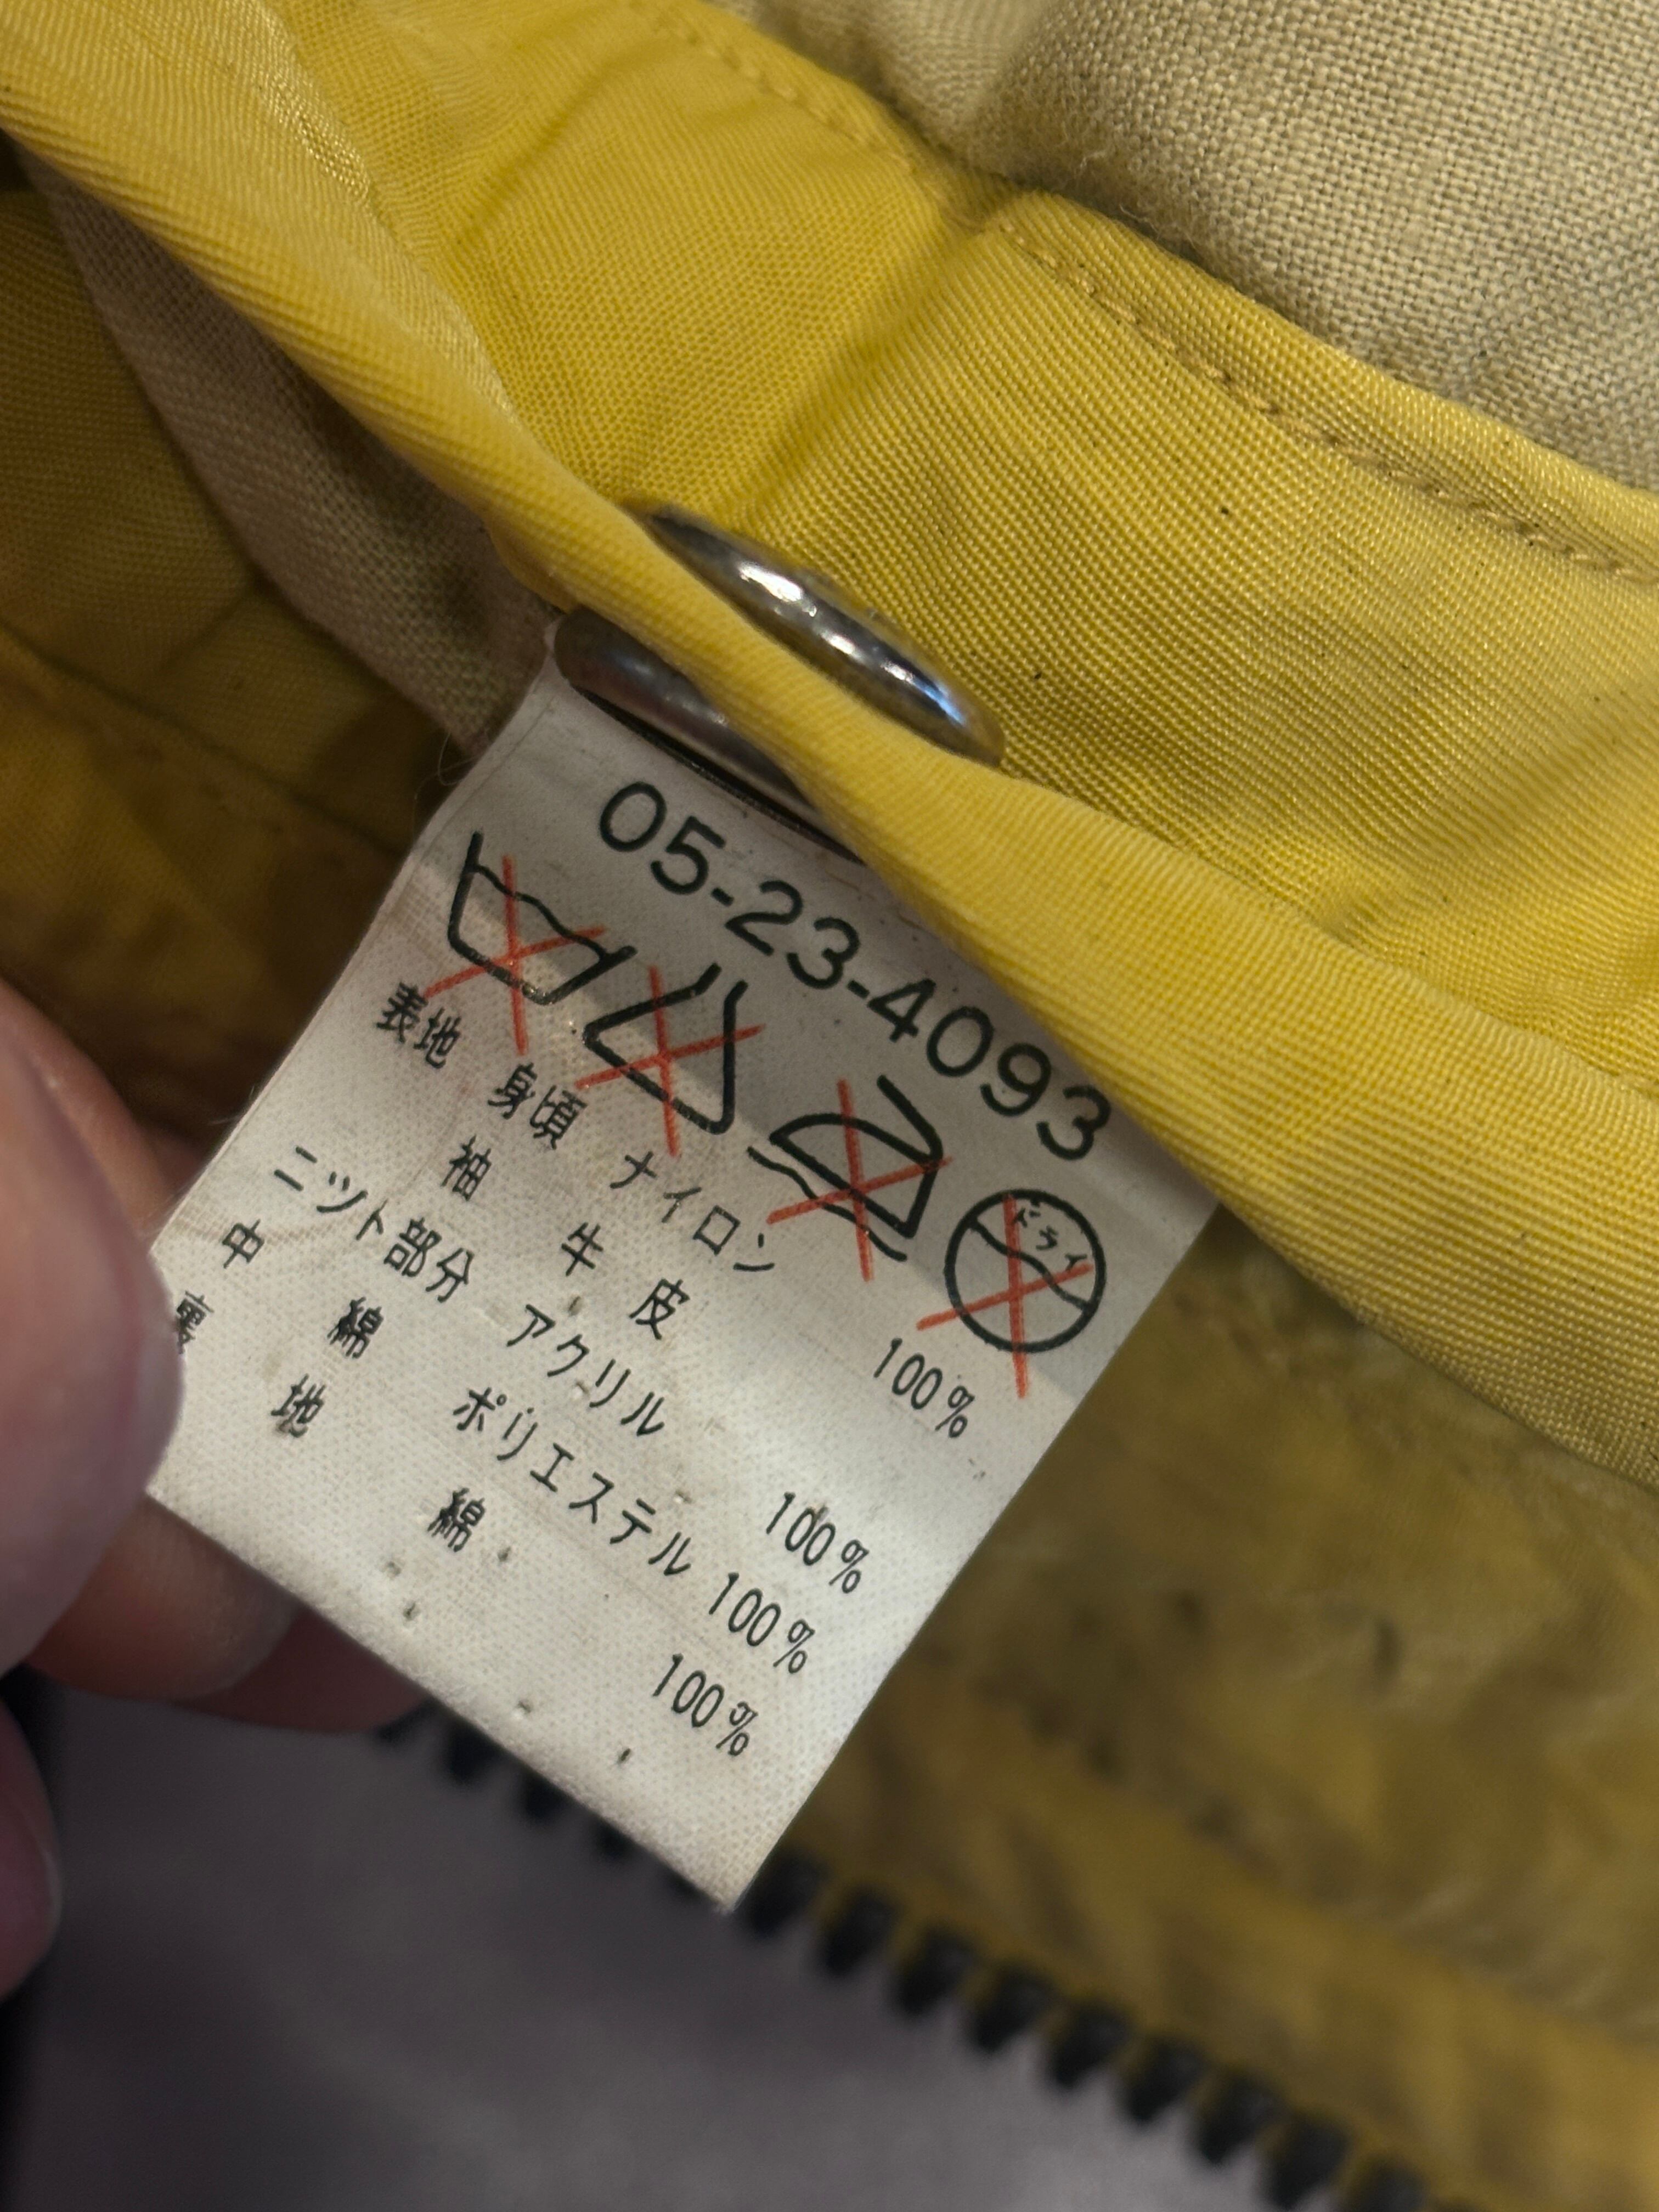 05-23-4093
ドライ
表地 身頃 ナイロン 100%
袖 牛皮
ニツト部分 アクリル 100%
中綿 ポリエステル 100%
裏地 綿 100%